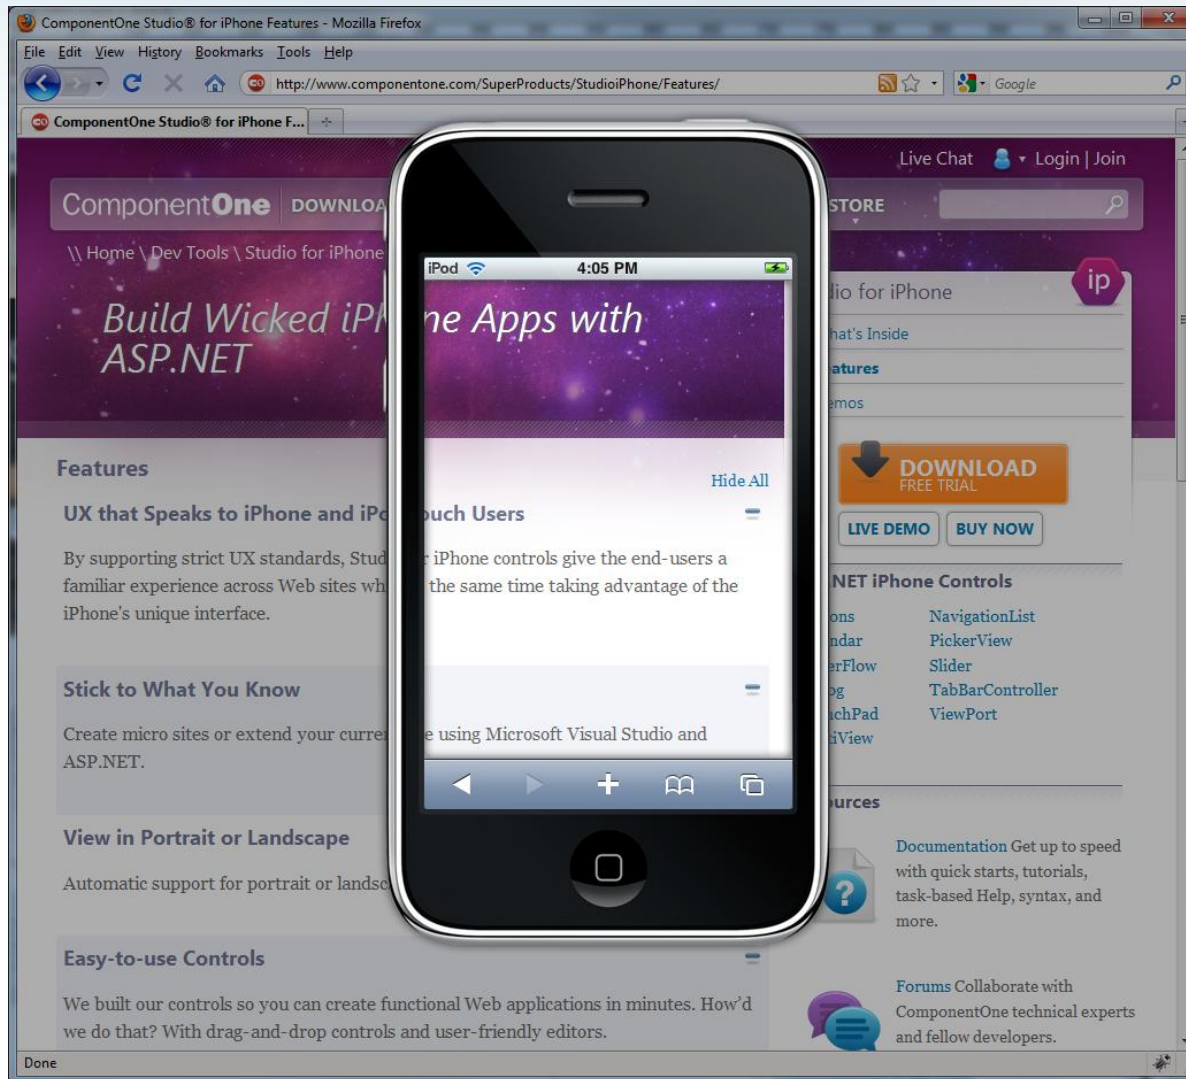 ComponentOne Studio® for iPhone Features - Mozilla Firefox
File Edit View History Bookmarks Tools Help
http://www.componentone.com/SuperProducts/StudioiPhone/Features/
Google
ComponentOne Studio® for iPhone F...
Live Chat Login | Join
ComponentOne DOWNLOA STORE
\\ Home \ Dev Tools \ Studio for iPhone
iPod 4:05 PM
Build Wicked iPhone Apps with
ASP.NET
Features
Hide All
UX that Speaks to iPhone and iPo ouch Users
By supporting strict UX standards, Stud r iPhone controls give the end-users a
familiar experience across Web sites wh the same time taking advantage of the
iPhone's unique interface.
Stick to What You Know
Create micro sites or extend your curre e using Microsoft Visual Studio and
ASP.NET.
View in Portrait or Landscape
Automatic support for portrait or landsc
Easy-to-use Controls
We built our controls so you can create functional Web applications in minutes. How'd
we do that? With drag-and-drop controls and user-friendly editors.
dio for iPhone
ip
hat's Inside
atures
emos
DOWNLOAD
FREE TRIAL
LIVE DEMO BUY NOW
NET iPhone Controls
ons NavigationList
ndar PickerView
erFlow Slider
og TabBarController
nchPad ViewPort
tiView
ources
Documentation Get up to speed
with quick starts, tutorials,
task-based Help, syntax, and
more.
Forums Collaborate with
ComponentOne technical experts
and fellow developers.
Done